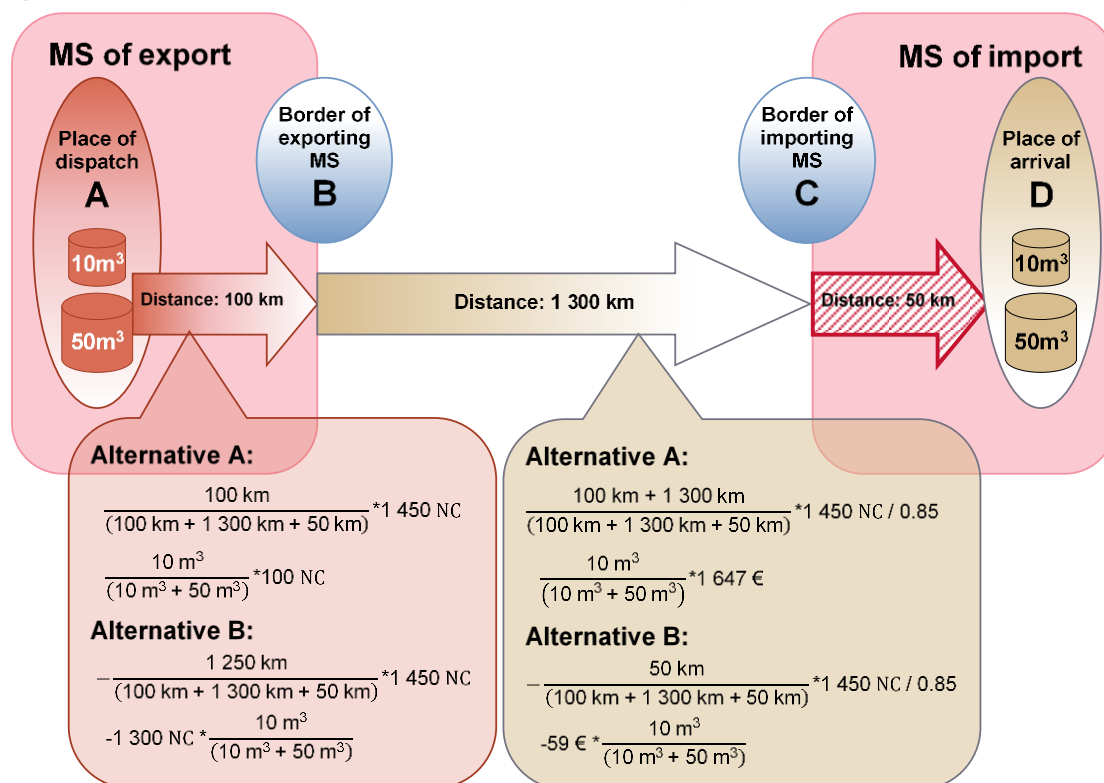 MS of export
MS of import
Place of
dispatch
A
10m³
50m³
Border of
exporting
MS
B
Border of
importing
MS
C
Place of
arrival
D
10m³
50m³
Distance: 100 km
Distance: 1 300 km
Distance: 50 km
Alternative A:
100 km
(100 km + 1 300 km + 50 km) *1 450 NC
10 m³
(10 m³ + 50 m³) *100 NC
Alternative B:
− 1 250 km
(100 km + 1 300 km + 50 km) *1 450 NC
-1 300 NC * 10 m³
(10 m³ + 50 m³)
Alternative A:
100 km + 1 300 km
(100 km + 1 300 km + 50 km) *1 450 NC / 0.85
10 m³
(10 m³ + 50 m³) *1 647 €
Alternative B:
− 50 km
(100 km + 1 300 km + 50 km) *1 450 NC / 0.85
-59 € * 10 m³
(10 m³ + 50 m³)